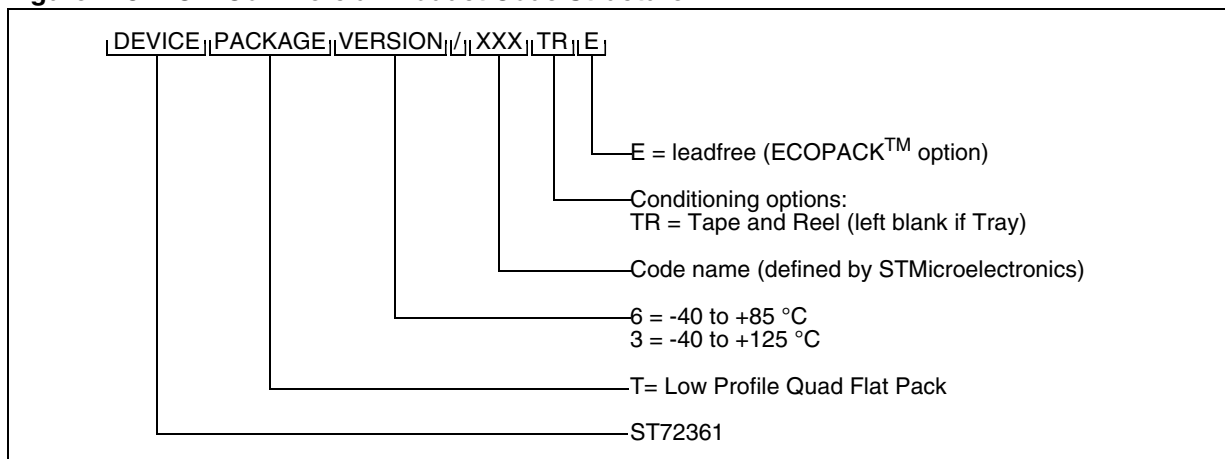 DEVICE PACKAGE VERSION / XXX TR E
E = leadfree (ECOPACK™ option)
Conditioning options:
TR = Tape and Reel (left blank if Tray)
Code name (defined by STMicroelectronics)
6 = -40 to +85 °C
3 = -40 to +125 °C
T= Low Profile Quad Flat Pack
ST72361